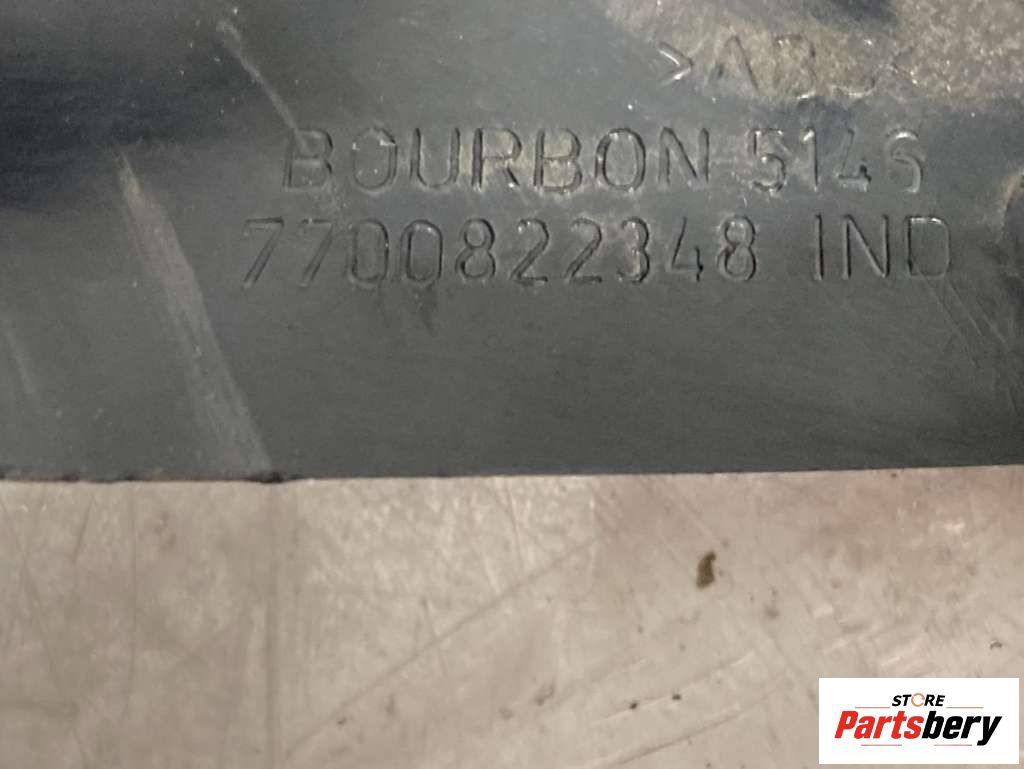 >ABS<
BOURBON 5146
7700822348 IND
STORE
Partsbery